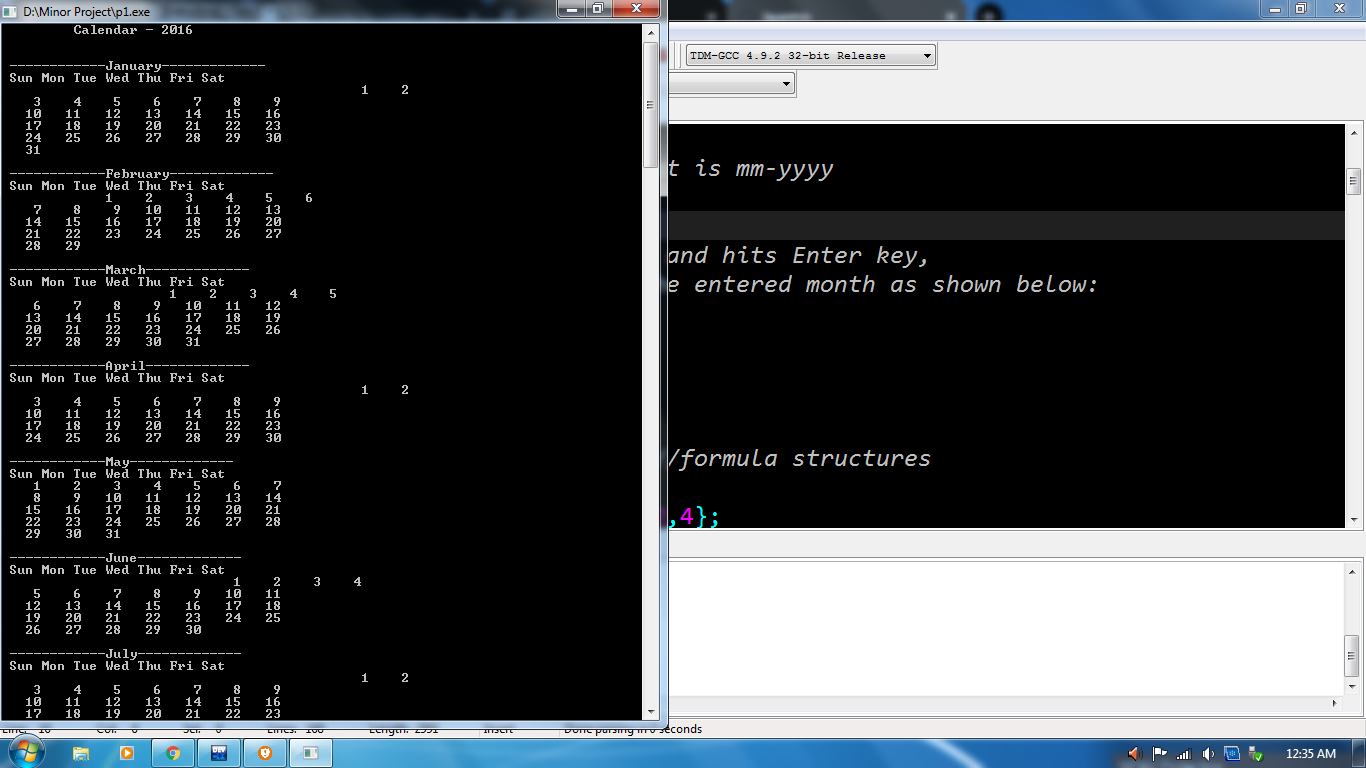 D:\Minor Project\p1.exe
Calendar - 2016
------------January-------------
Sun Mon Tue Wed Thu Fri Sat
1 2
3 4 5 6 7 8 9
10 11 12 13 14 15 16
17 18 19 20 21 22 23
24 25 26 27 28 29 30
31
------------February-------------
Sun Mon Tue Wed Thu Fri Sat
1 2 3 4 5 6
7 8 9 10 11 12 13
14 15 16 17 18 19 20
21 22 23 24 25 26 27
28 29
------------March-------------
Sun Mon Tue Wed Thu Fri Sat
1 2 3 4 5
6 7 8 9 10 11 12
13 14 15 16 17 18 19
20 21 22 23 24 25 26
27 28 29 30 31
------------April-------------
Sun Mon Tue Wed Thu Fri Sat
1 2
3 4 5 6 7 8 9
10 11 12 13 14 15 16
17 18 19 20 21 22 23
24 25 26 27 28 29 30
------------May-------------
Sun Mon Tue Wed Thu Fri Sat
1 2 3 4 5 6 7
8 9 10 11 12 13 14
15 16 17 18 19 20 21
22 23 24 25 26 27 28
29 30 31
------------June-------------
Sun Mon Tue Wed Thu Fri Sat
1 2 3 4
5 6 7 8 9 10 11
12 13 14 15 16 17 18
19 20 21 22 23 24 25
26 27 28 29 30
------------July-------------
Sun Mon Tue Wed Thu Fri Sat
1 2
3 4 5 6 7 8 9
10 11 12 13 14 15 16
17 18 19 20 21 22 23
TDM-GCC 4.9.2 32-bit Release
t is mm-yyyy
and hits Enter key,
e entered month as shown below:
/formula structures
,4};
Insert Done parsing in 0 seconds
DEV
12:35 AM